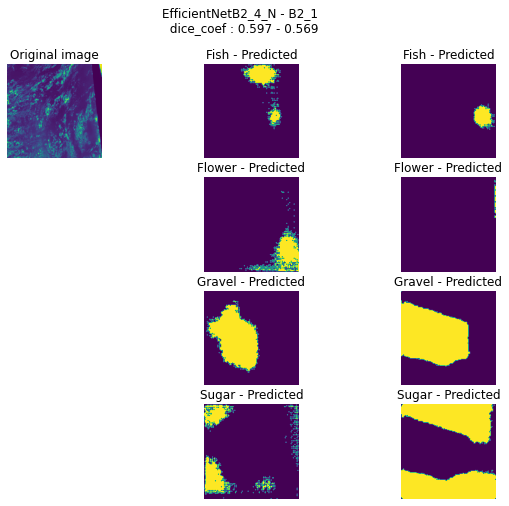 EfficientNetB2_4_N - B2_1
dice_coef : 0.597 - 0.569
Original image
Fish - Predicted
Fish - Predicted
Flower - Predicted
Flower - Predicted
Gravel - Predicted
Gravel - Predicted
Sugar - Predicted
Sugar - Predicted